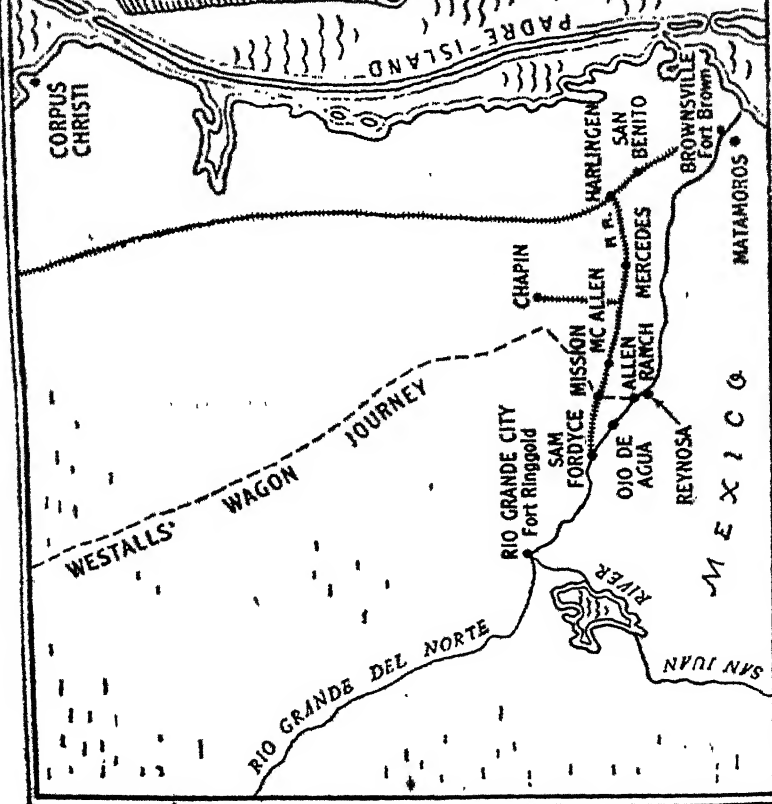 CORPUS
CHRISTI
PADRE ISLAND
WESTALLS' WAGON JOURNEY
CHAPIN
HARLINGEN
SAN
BENITO
BROWNSVILLE
Fort Brown
MATAMOROS
R R.
MERCEDES
MC ALLEN
MISSION
ALLEN
RANCH
SAM
FORDYCE
OJO DE
AGUA
REYNOSA
RIO GRANDE CITY
Fort Ringgold
RIO GRANDE DEL NORTE
SAN JUAN RIVER
MEXICO